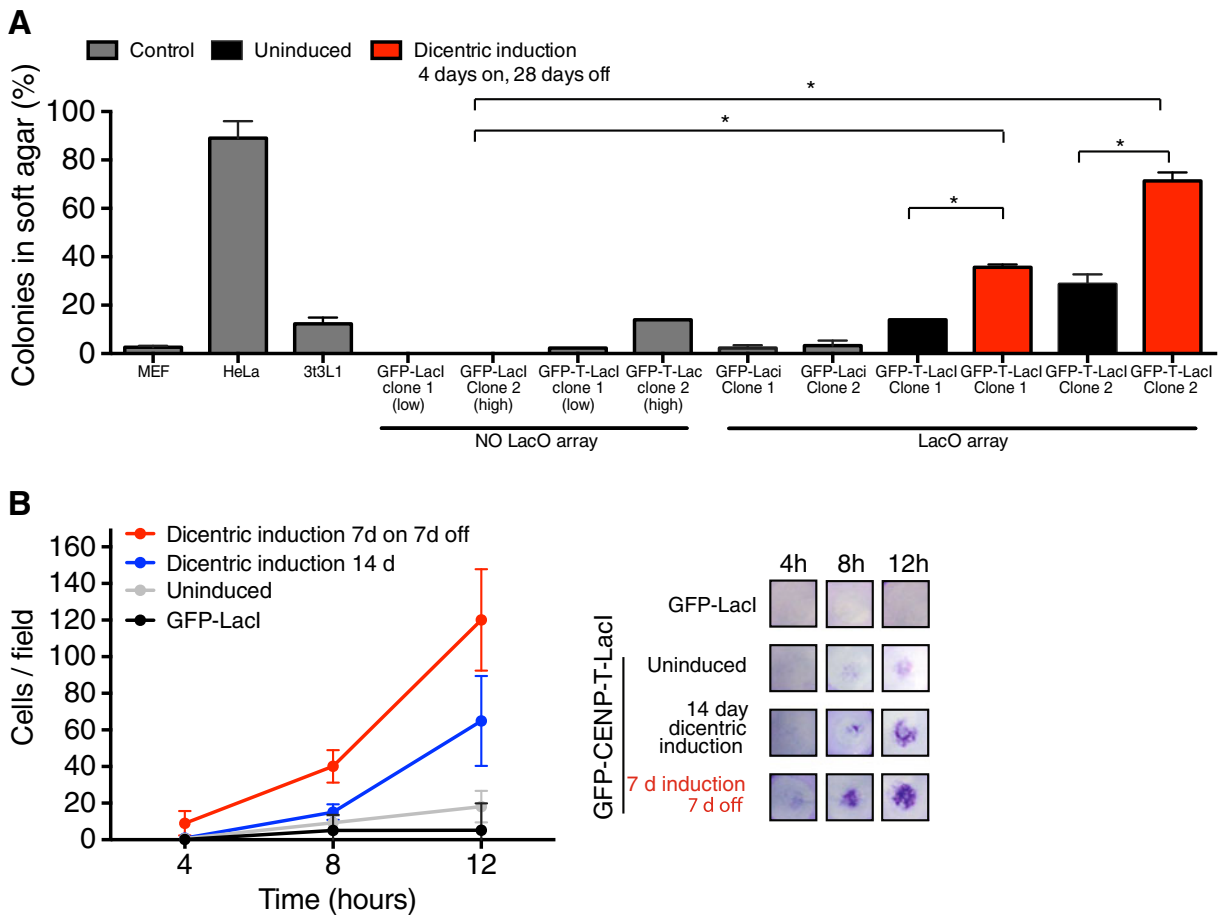 A
Control
Uninduced
Dicentric induction
4 days on, 28 days off
Colonies in soft agar (%)
100
80
60
40
20
0
*
*
*
*
MEF
HeLa
3t3L1
GFP-LacI
clone 1
(low)
GFP-LacI
Clone 2
(high)
GFP-T-LacI
clone 1
(low)
GFP-T-Lac
clone 2
(high)
GFP-Laci
Clone 1
GFP-Laci
Clone 2
GFP-T-LacI
Clone 1
GFP-T-LacI
Clone 1
GFP-T-LacI
Clone 2
GFP-T-LacI
Clone 2
NO LacO array
LacO array
B
Dicentric induction 7d on 7d off
Dicentric induction 14 d
Uninduced
GFP-LacI
Cells / field
160
140
120
100
80
60
40
20
0
4
8
12
Time (hours)
4h
8h
12h
GFP-LacI
GFP-CENP-T-LacI
Uninduced
14 day
dicentric
induction
7 d induction
7 d off